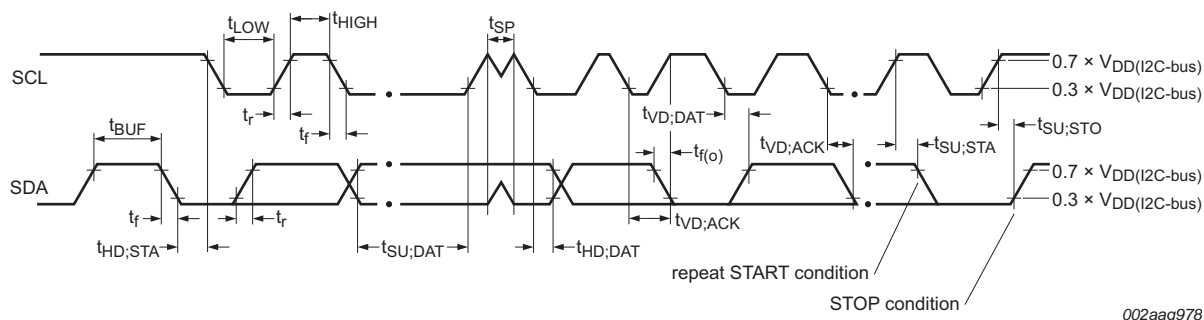 tLOW
tHIGH
tSP
SCL
0.7 × VDD(I2C-bus)
0.3 × VDD(I2C-bus)
tr
tf
tVD;DAT
tSU;STO
tBUF
tf(o)
tVD;ACK
tSU;STA
SDA
0.7 × VDD(I2C-bus)
0.3 × VDD(I2C-bus)
tf
tr
tVD;ACK
tHD;STA
tSU;DAT
tHD;DAT
repeat START condition
STOP condition
002aag978